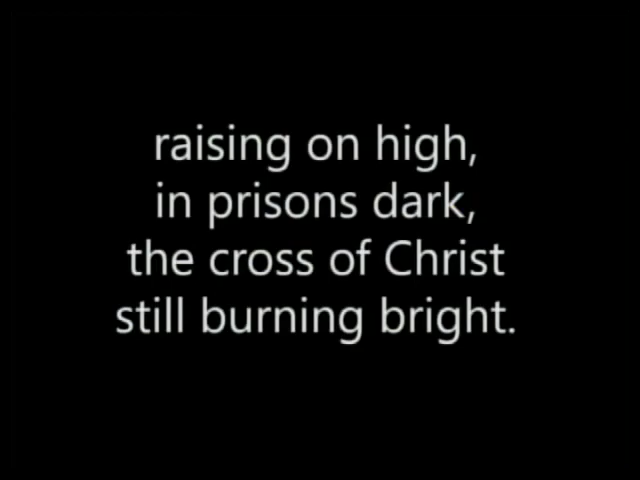 raising on high,
in prisons dark,
the cross of Christ
still burning bright.